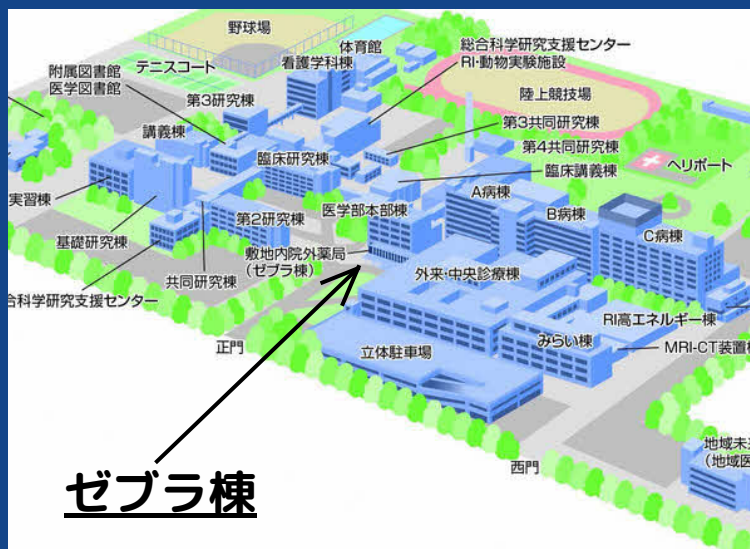 野球場
体育館
看護学科棟
総合科学研究支援センター
RI・動物実験施設
附属図書館
医学図書館
テニスコート
第3研究棟
陸上競技場
第3共同研究棟
講義棟
臨床研究棟
第4共同研究棟
臨床講義棟
ヘリポート
A病棟
実習棟
第2研究棟
医学部本部棟
B病棟
C病棟
基礎研究棟
敷地内院外薬局
（ゼブラ棟）
外来・中央診療棟
共同研究棟
合科学研究支援センター
RI高エネルギー棟
正門
立体駐車場
みらい棟
MRI-CT装置
西門
地域未
（地域医
ゼブラ棟